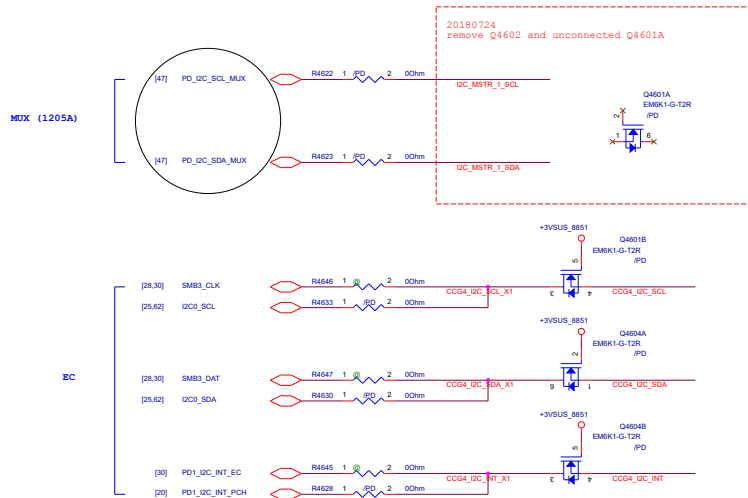 20180724
remove Q4602 and unconnected Q4601A
[47] PD_I2C_SCL_MUX R4622 1 /PD 2 0Ohm
I2C_MSTR_1_SCL
Q4601A
EM6K1-G-T2R
/PD
2
1 6
MUX (1205A)
[47] PD_I2C_SDA_MUX R4623 1 /PD 2 0Ohm
I2C_MSTR_1_SDA
+3VSUS_8851
Q4601B
EM6K1-G-T2R
/PD
5
[28,30] SMB3_CLK R4646 1 @ 2 0Ohm
CCG4_I2C_SCL_X1 3 4 CCG4_I2C_SCL
[25,62] I2C0_SCL R4633 1 /PD 2 0Ohm
+3VSUS_8851
Q4604A
EM6K1-G-T2R
/PD
2
EC
[28,30] SMB3_DAT R4647 1 @ 2 0Ohm
CCG4_I2C_SDA_X1 6 1 CCG4_I2C_SDA
[25,62] I2C0_SDA R4630 1 /PD 2 0Ohm
+3VSUS_8851
Q4604B
EM6K1-G-T2R
/PD
5
[30] PD1_I2C_INT_EC R4645 1 @ 2 0Ohm
CCG4_I2C_INT_X1 3 4 CCG4_I2C_INT
[20] PD1_I2C_INT_PCH R4628 1 /PD 2 0Ohm